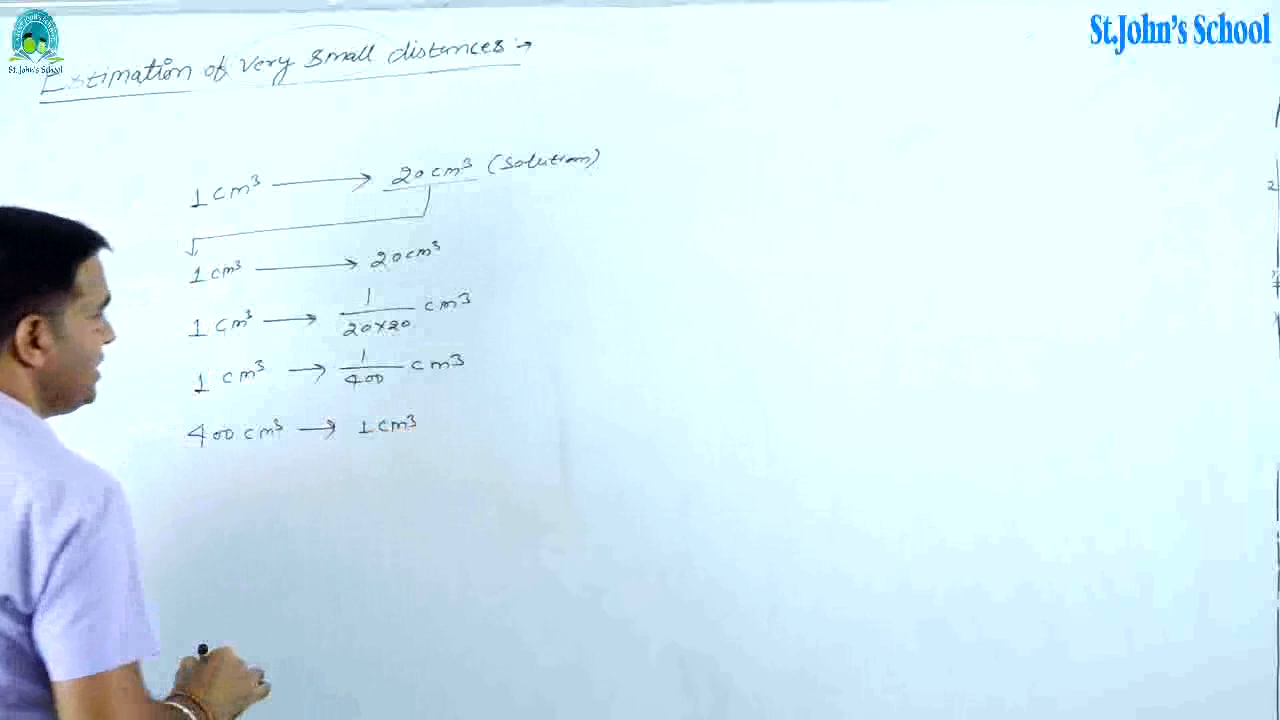 St.John's School
St.John's School
Estimation of very small distances :→
1 cm³ → 20 cm³ (Solution)
1 cm³ → 20 cm³
1 cm³ → 1/20×20 cm³
1 cm³ → 1/400 cm³
400 cm³ → 1 cm³